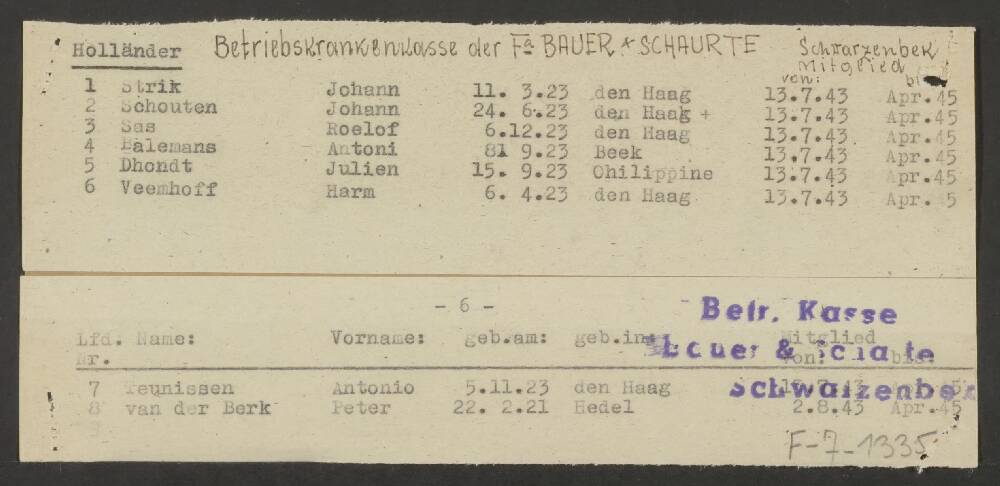 Holländer Betriebskrankenkasse der Fa BAUER + SCHAURTE Schwarzenbek
Mitglied
von: bis
1 Strik Johann 11. 3.23 den Haag 13.7.43 Apr.45
2 Schouten Johann 24. 6.23 den Haag + 13.7.43 Apr.45
3 Sas Roelof 6.12.23 den Haag 13.7.43 Apr.45
4 Balemans Antoni 9.23 Beek 13.7.43 Apr.45
5 Dhondt Julien 15. 9.23 Ohilippine 13.7.43 Apr.45
6 Veemhoff Harm 6. 4.23 den Haag 13.7.43 Apr. 5
- 6 -
Betr. Kasse
Lfd. Name: Vorname: geb.am: geb.in: Mitglied
Nr. von: bis:
Bauer & Schaurte
7 Teunissen Antonio 5.11.23 den Haag
Schwarzenbek
8 van der Berk Peter 22. 2.21 Hedel 2.8.43 Apr.45
F-7-1335